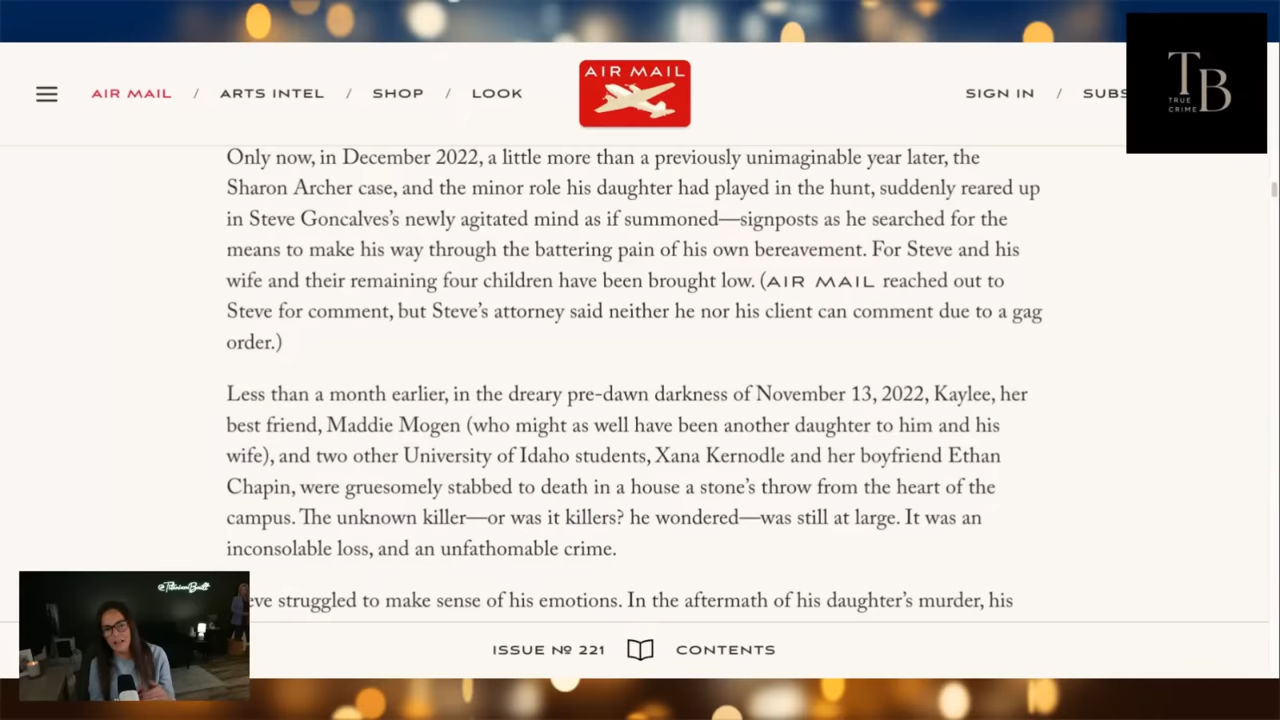 AIR MAIL / ARTS INTEL / SHOP / LOOK
AIR MAIL
SIGN IN / SUBS
TB
TRUE
CRIME
Only now, in December 2022, a little more than a previously unimaginable year later, the
Sharon Archer case, and the minor role his daughter had played in the hunt, suddenly reared up
in Steve Goncalves's newly agitated mind as if summoned—signposts as he searched for the
means to make his way through the battering pain of his own bereavement. For Steve and his
wife and their remaining four children have been brought low. (AIR MAIL reached out to
Steve for comment, but Steve's attorney said neither he nor his client can comment due to a gag
order.)
Less than a month earlier, in the dreary pre-dawn darkness of November 13, 2022, Kaylee, her
best friend, Maddie Mogen (who might as well have been another daughter to him and his
wife), and two other University of Idaho students, Xana Kernodle and her boyfriend Ethan
Chapin, were gruesomely stabbed to death in a house a stone's throw from the heart of the
campus. The unknown killer—or was it killers? he wondered—was still at large. It was an
inconsolable loss, and an unfathomable crime.
eve struggled to make sense of his emotions. In the aftermath of his daughter's murder, his
ISSUE Nº 221 CONTENTS